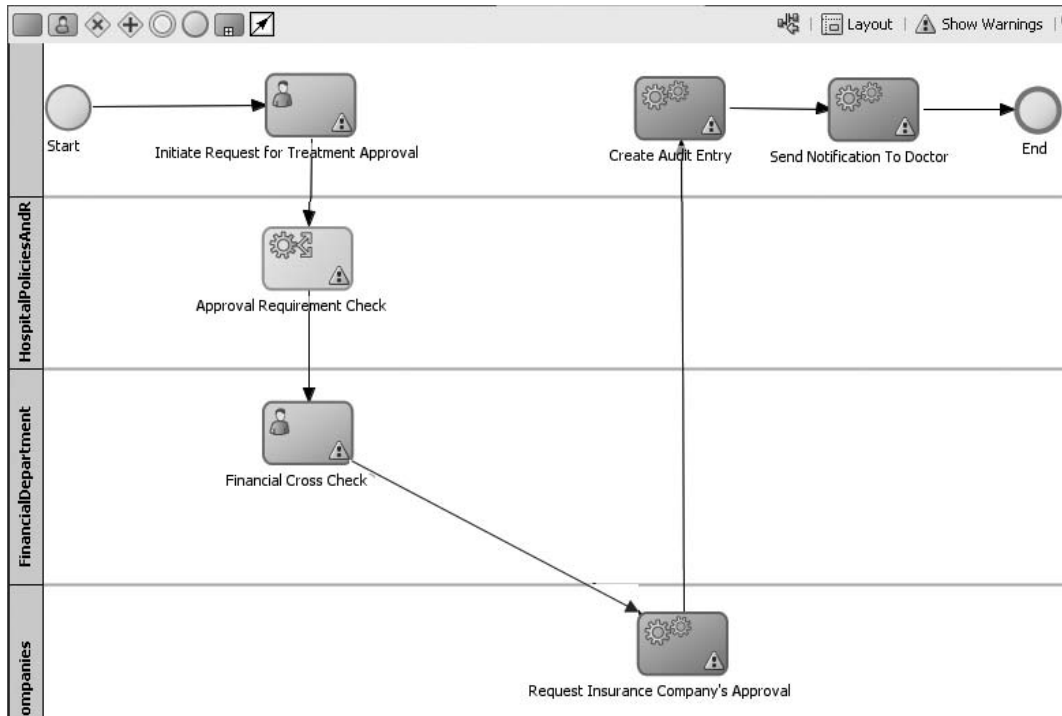 Layout
Show Warnings
Start
Initiate Request for Treatment Approval
Create Audit Entry
Send Notification To Doctor
End
HospitalPoliciesAndR
Approval Requirement Check
FinancialDepartment
Financial Cross Check
ompanies
Request Insurance Company's Approval